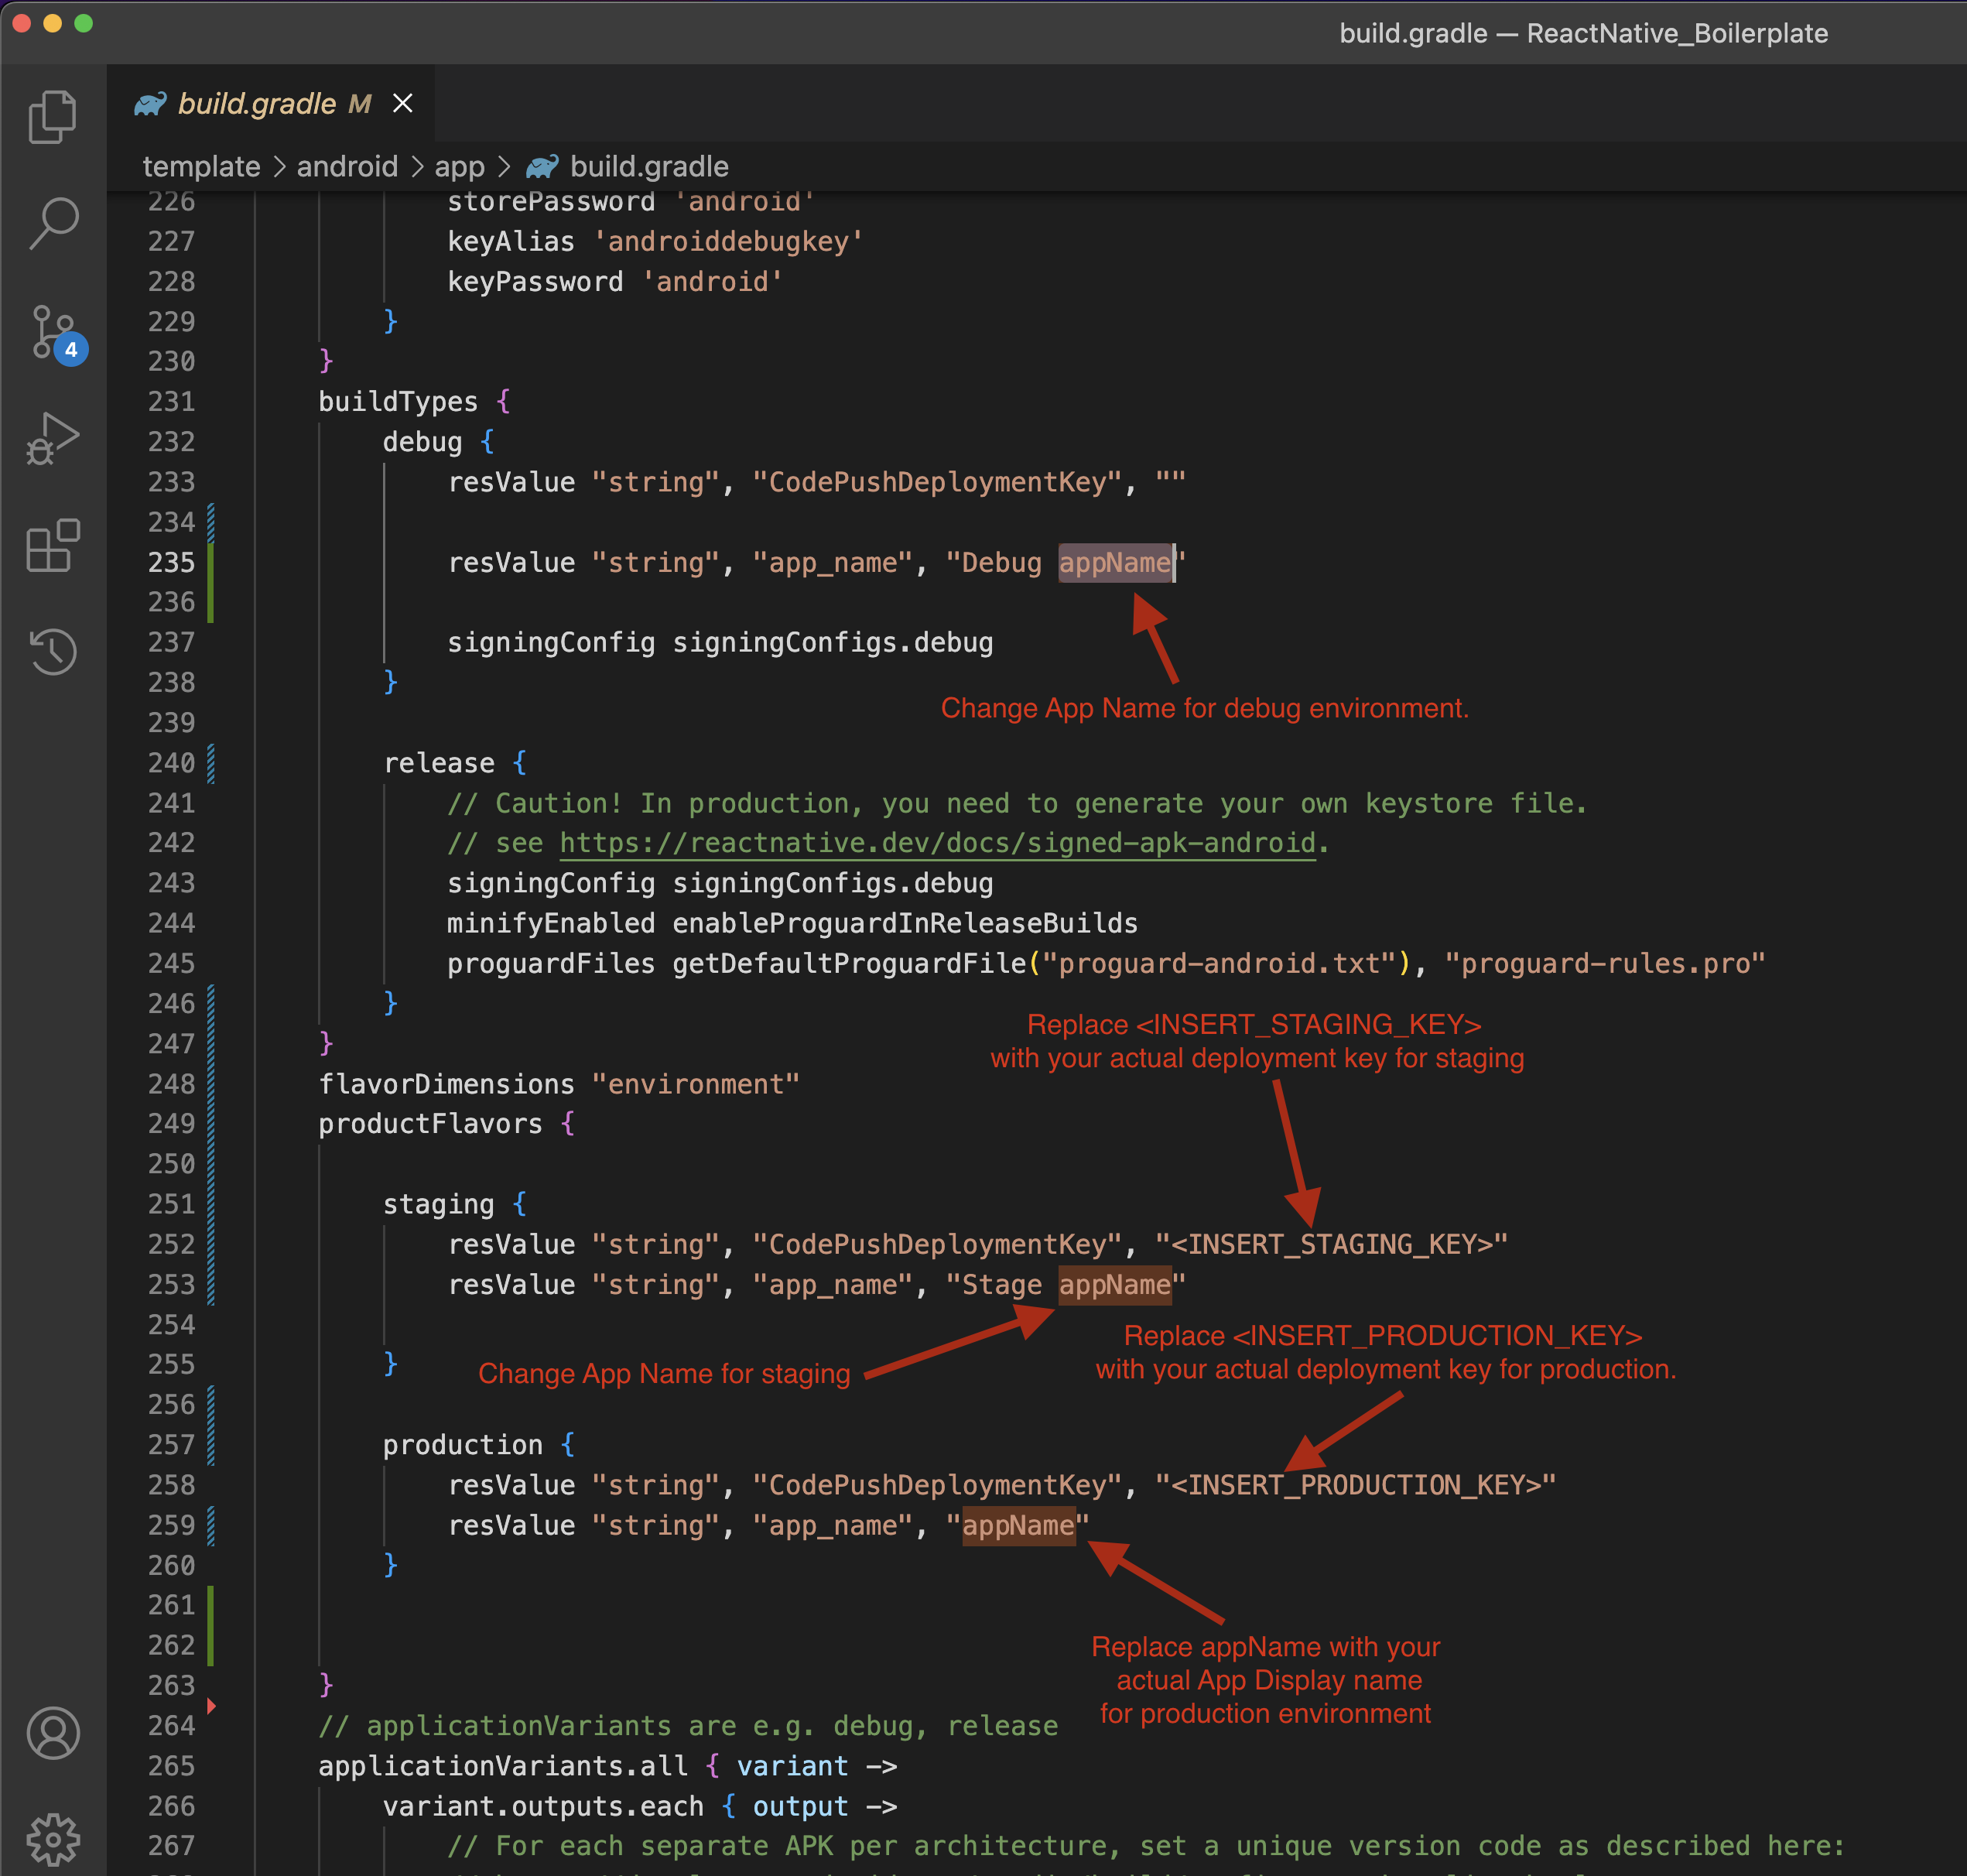 build.gradle — ReactNative_Boilerplate
build.gradle M
template > android > app > build.gradle
4
226 storePassword 'android'
227 keyAlias 'androiddebugkey'
228 keyPassword 'android'
229 }
230 }
231 buildTypes {
232 debug {
233 resValue "string", "CodePushDeploymentKey", ""
234
235 resValue "string", "app_name", "Debug appName"
236
237 signingConfig signingConfigs.debug
238 }
Change App Name for debug environment.
239
240 release {
241 // Caution! In production, you need to generate your own keystore file.
242 // see https://reactnative.dev/docs/signed-apk-android.
243 signingConfig signingConfigs.debug
244 minifyEnabled enableProguardInReleaseBuilds
245 proguardFiles getDefaultProguardFile("proguard-android.txt"), "proguard-rules.pro"
246 }
Replace <INSERT_STAGING_KEY>
with your actual deployment key for staging
247 }
248 flavorDimensions "environment"
249 productFlavors {
250
251 staging {
252 resValue "string", "CodePushDeploymentKey", "<INSERT_STAGING_KEY>"
253 resValue "string", "app_name", "Stage appName"
254
Replace <INSERT_PRODUCTION_KEY>
with your actual deployment key for production.
255 }
Change App Name for staging
256
257 production {
258 resValue "string", "CodePushDeploymentKey", "<INSERT_PRODUCTION_KEY>"
259 resValue "string", "app_name", "appName"
260 }
261
262
Replace appName with your
actual App Display name
for production environment
263 }
264 // applicationVariants are e.g. debug, release
265 applicationVariants.all { variant ->
266 variant.outputs.each { output ->
267 // For each separate APK per architecture, set a unique version code as described here: